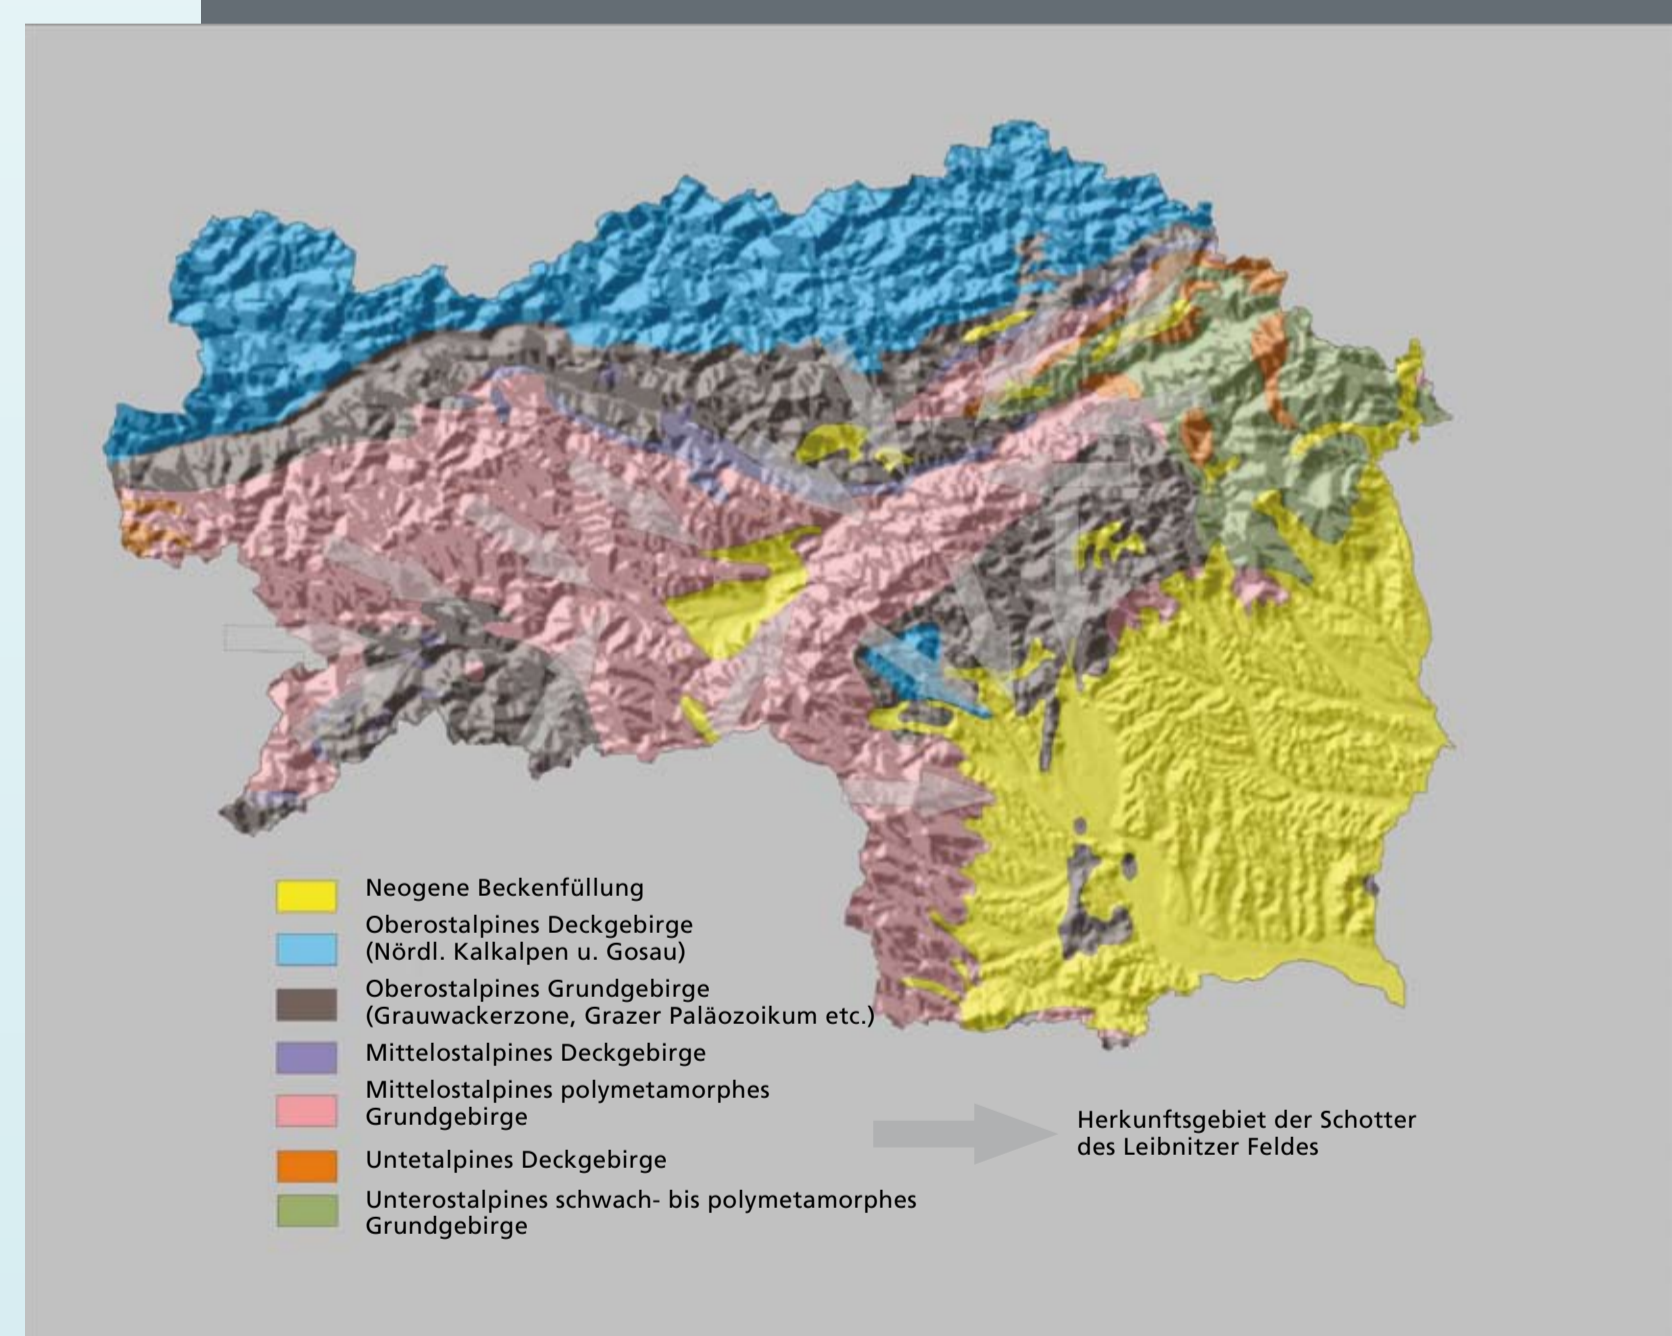 Neogene Beckenfüllung
Oberostalpines Deckgebirge
(Nördl. Kalkalpen u. Gosau)
Oberostalpines Grundgebirge
(Grauwackerzone, Grazer Paläozoikum etc.)
Mittelostalpines Deckgebirge
Mittelostalpines polymetamorphes
Grundgebirge
Untetalpines Deckgebirge
Unterostalpines schwach- bis polymetamorphes
Grundgebirge
Herkunftsgebiet der Schotter
des Leibnitzer Feldes